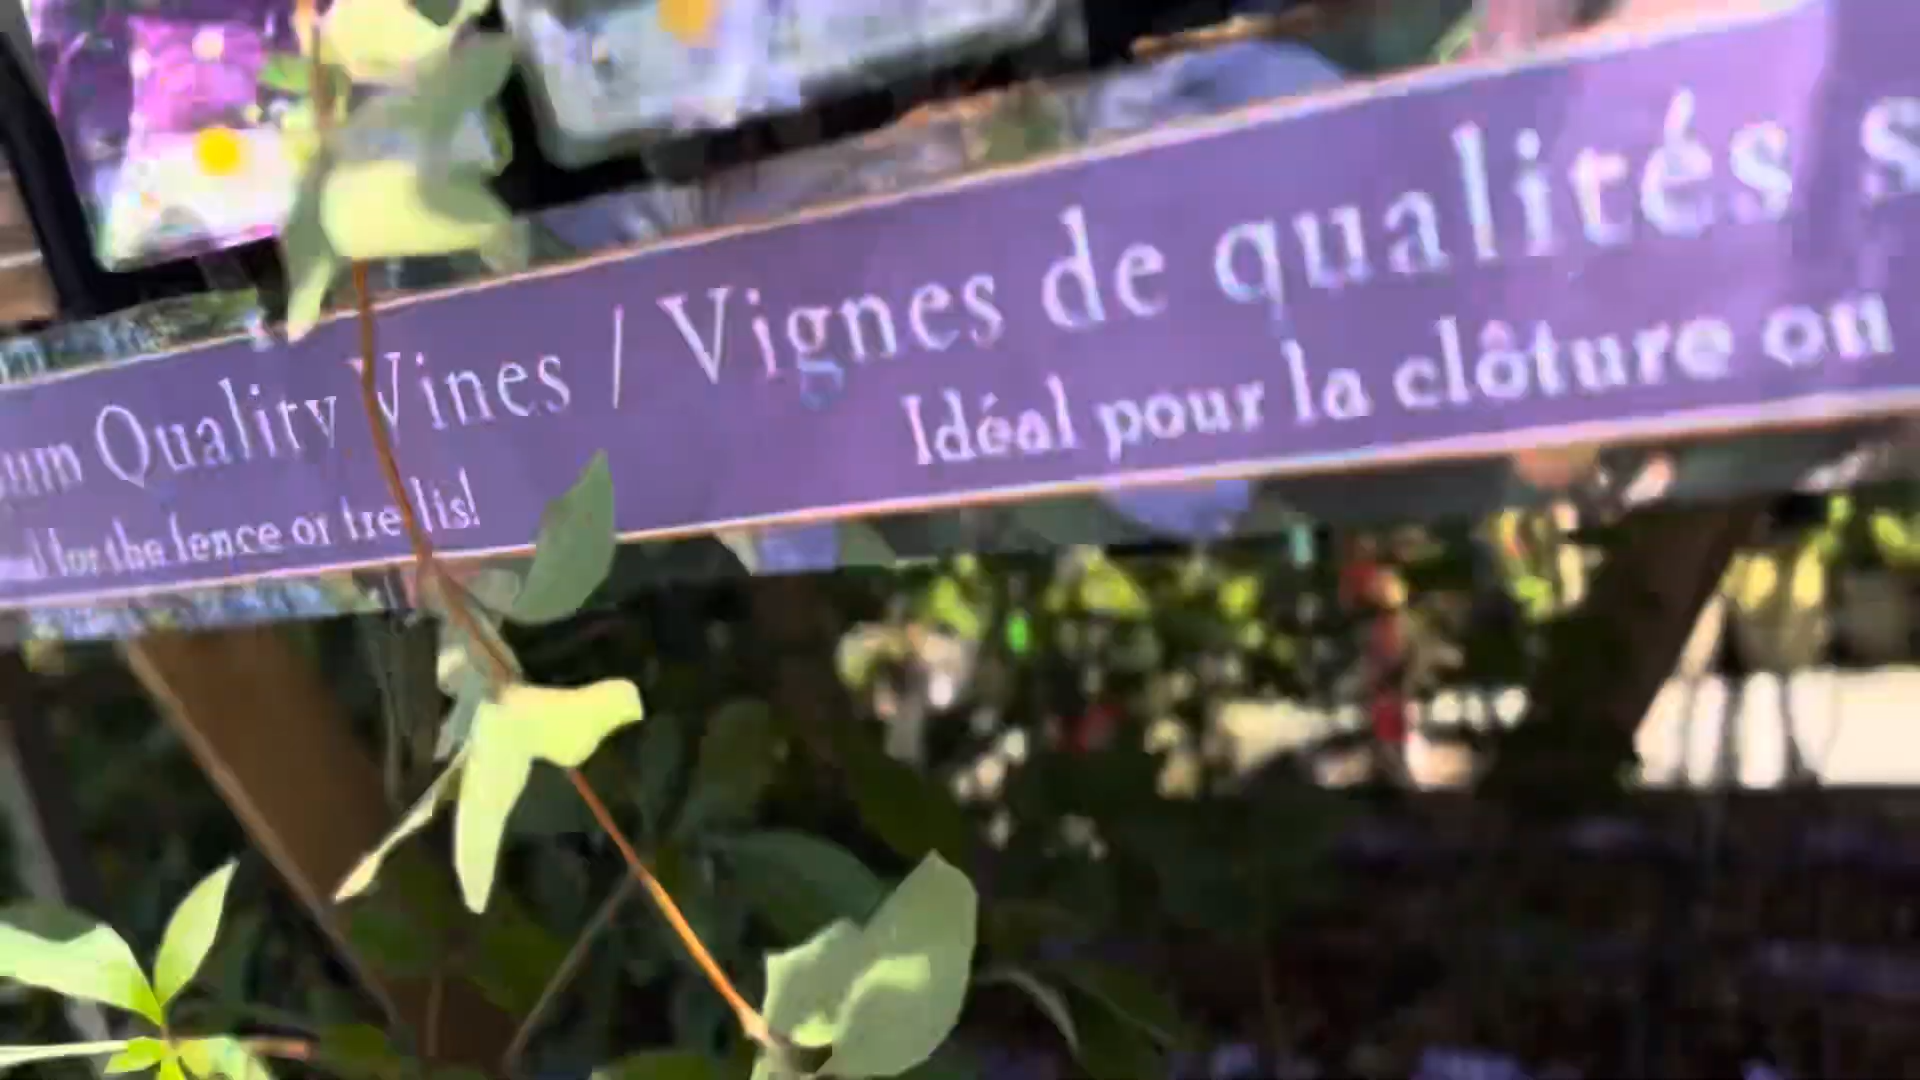 Quality Vines / Vignes de qualités
for the fence or trellis!
Idéal pour la clôture ou